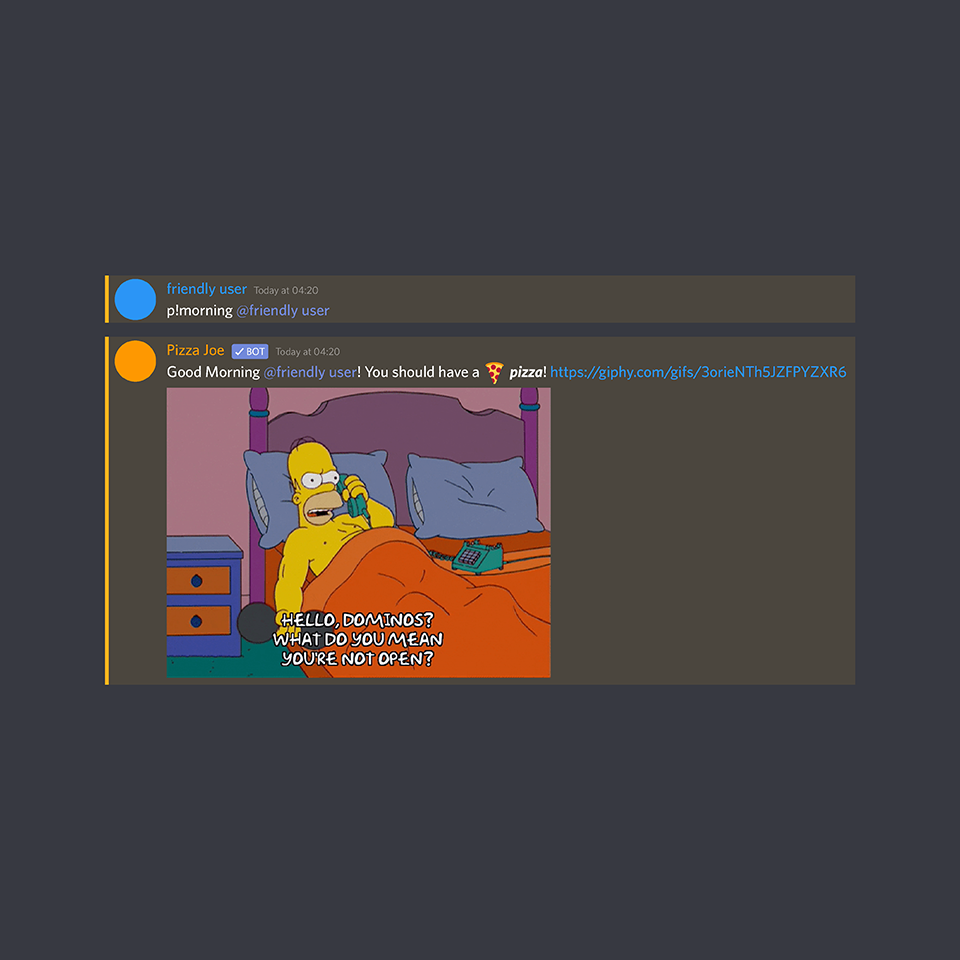 friendly user Today at 04:20
p!morning @friendly user
Pizza Joe ✓ BOT Today at 04:20
Good Morning @friendly user! You should have a 🍕 pizza! https://giphy.com/gifs/3orieNTh5JZFPYZXR6
HELLO, DOMINOS?
WHAT DO YOU MEAN
YOU'RE NOT OPEN?